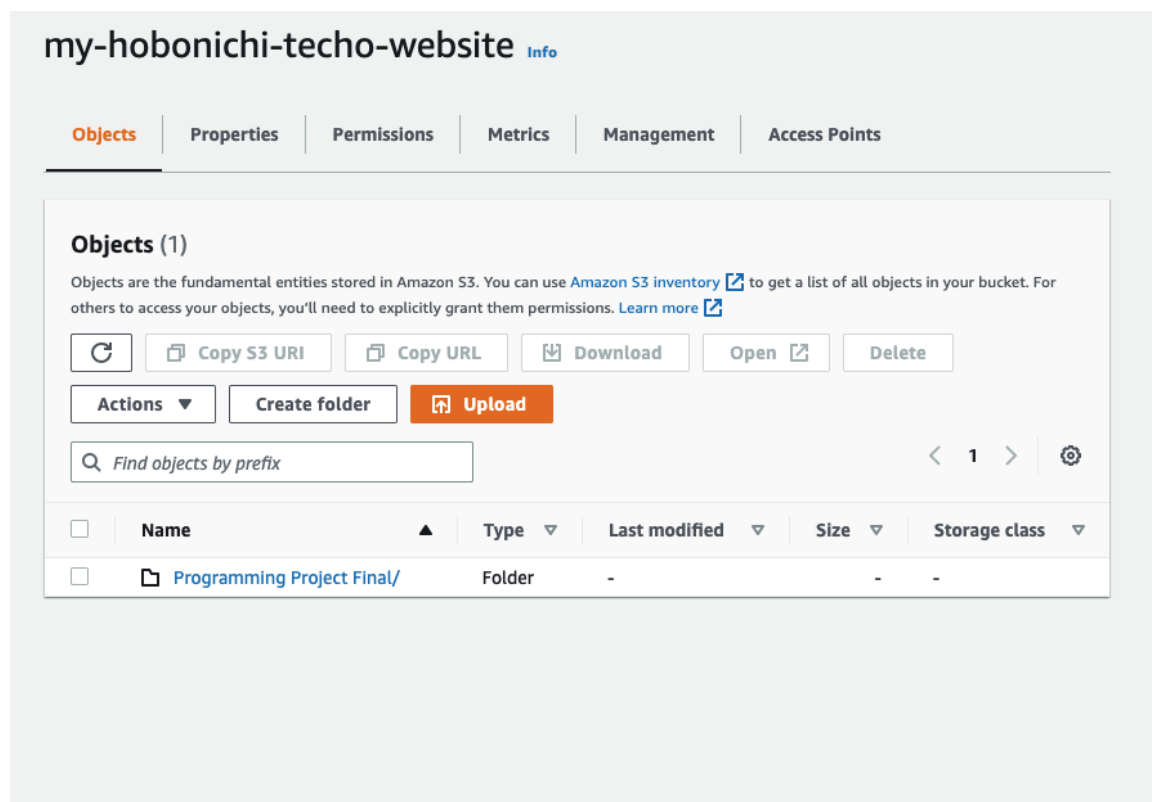 my-hobonichi-techo-website Info
Objects Properties Permissions Metrics Management Access Points
Objects (1)
Objects are the fundamental entities stored in Amazon S3. You can use Amazon S3 inventory to get a list of all objects in your bucket. For
others to access your objects, you'll need to explicitly grant them permissions. Learn more
Copy S3 URI Copy URL Download Open Delete
Actions Create folder Upload
Find objects by prefix 1
Name Type Last modified Size Storage class
Programming Project Final/ Folder - - -